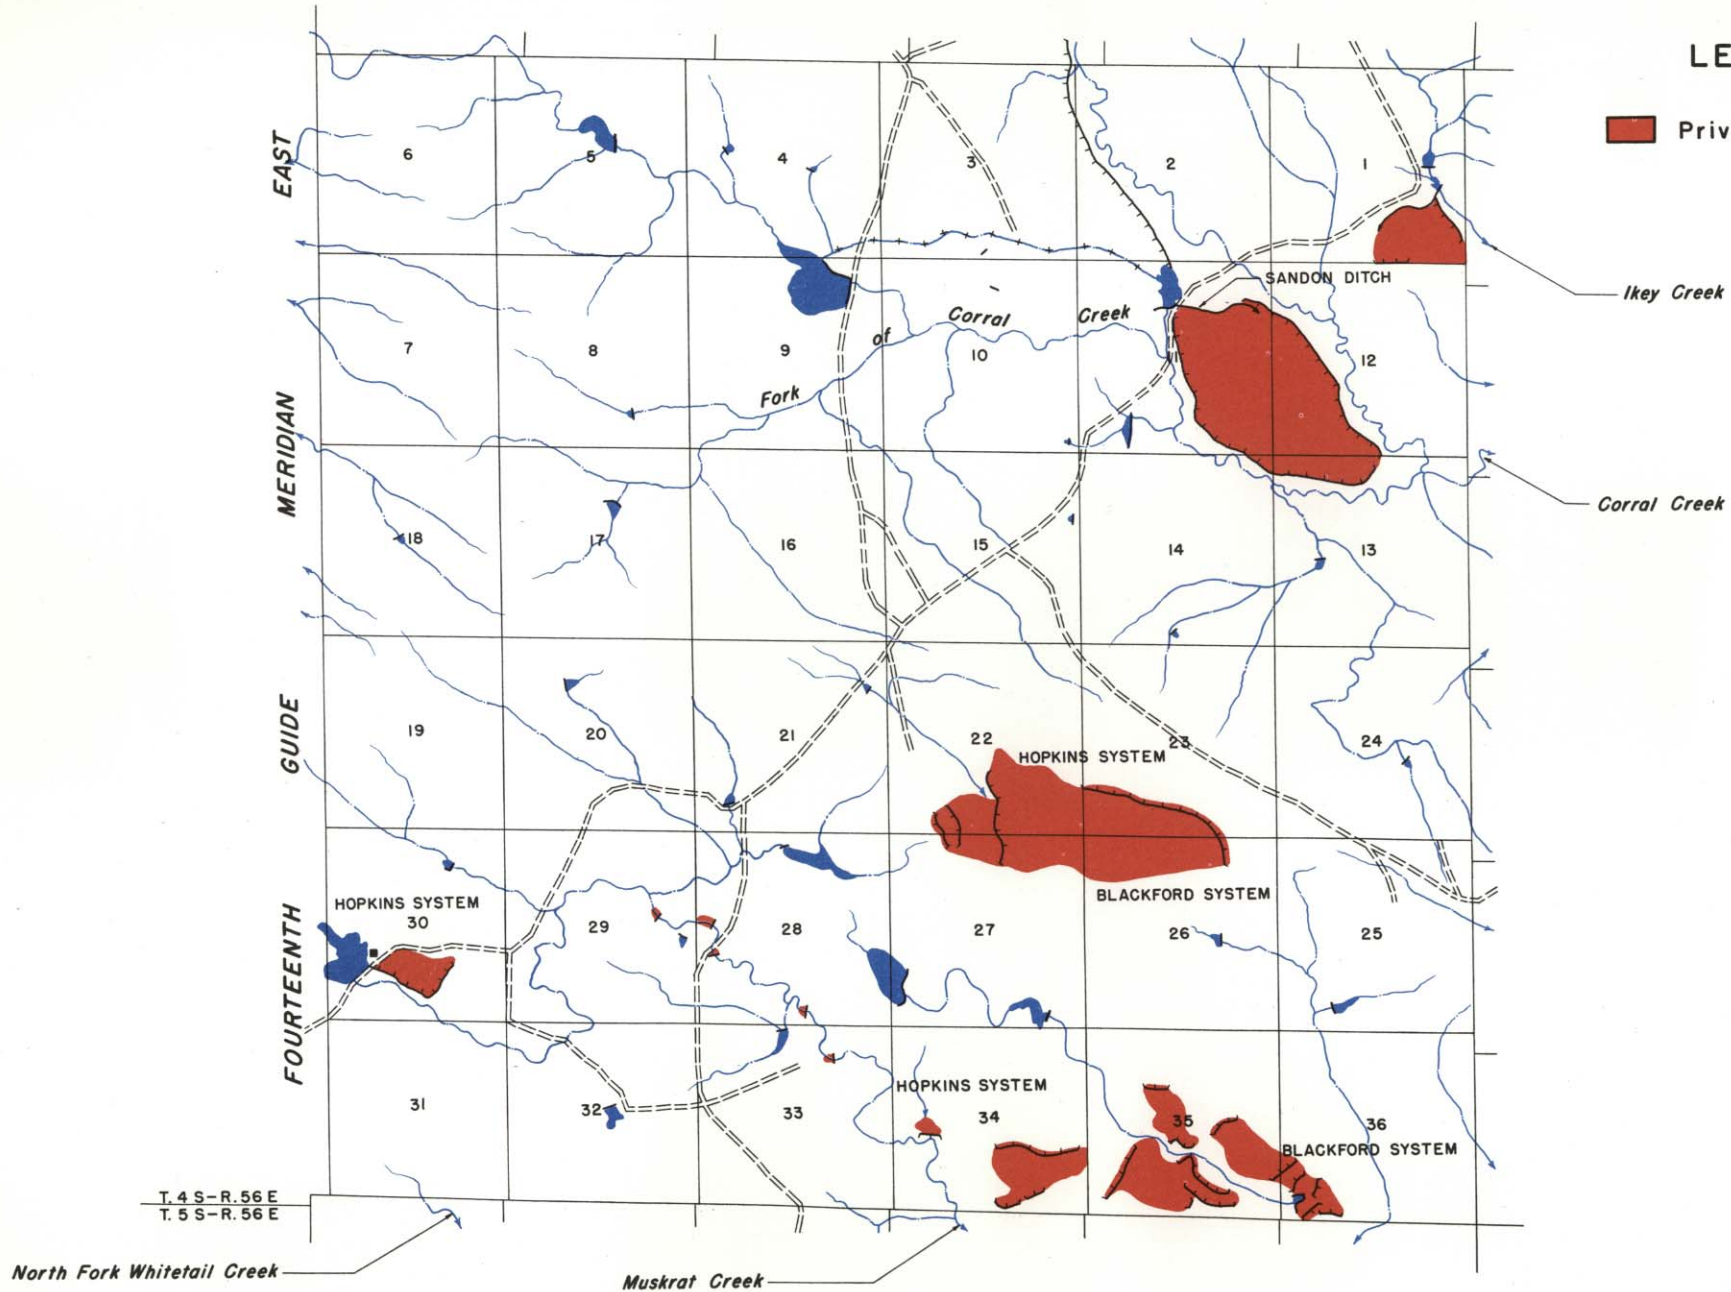 LE
Priv
6
5
4
3
2
1
EAST
SANDON DITCH
Ikey Creek
Fork of Corral Creek
7
8
9
10
11
12
MERIDIAN
Corral Creek
18
17
16
15
14
13
GUIDE
19
20
21
22
23
24
HOPKINS SYSTEM
BLACKFORD SYSTEM
HOPKINS SYSTEM
30
29
28
27
26
25
FOURTEENTH
HOPKINS SYSTEM
31
32
33
34
35
36
BLACKFORD SYSTEM
T. 4 S–R. 56 E
T. 5 S–R. 56 E
North Fork Whitetail Creek
Muskrat Creek